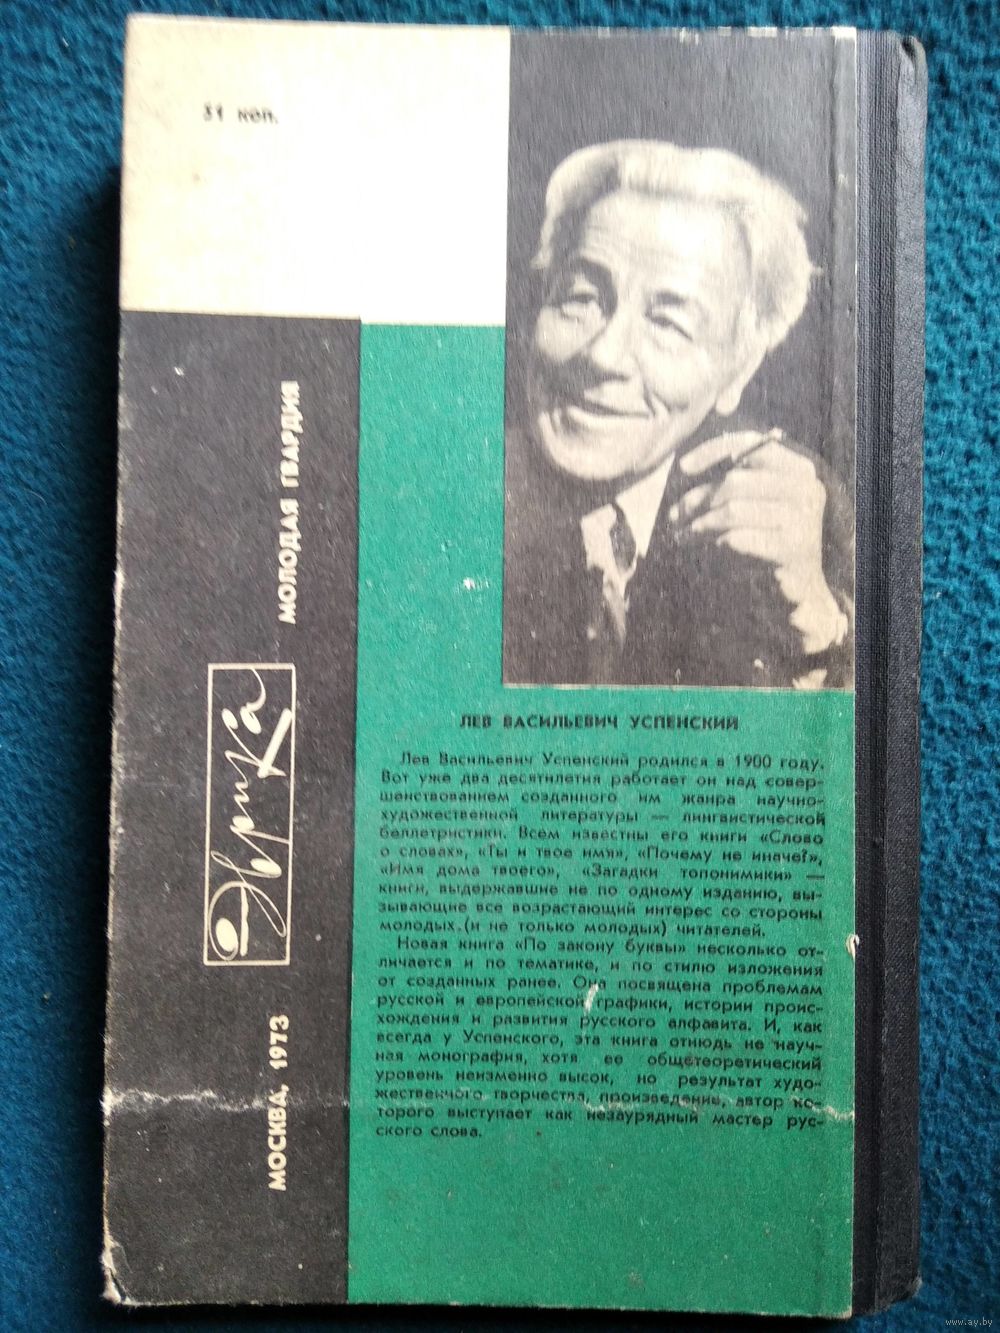 51 коп.
МОЛОДАЯ ГВАРДИЯ
Эврика
МОСКВА, 1973
ЛЕВ ВАСИЛЬЕВИЧ УСПЕНСКИЙ
Лев Васильевич Успенский родился в 1900 году.
Вот уже два десятилетия работает он над совер-
шенствованием созданного им жанра научно-
художественной литературы — лингвистической
беллетристики. Всем известны его книги «Слово
о словах», «Ты и твое имя», «Почему не иначе?»,
«Имя дома твоего», «Загадки топонимики» —
книги, выдержавшие не по одному изданию, вы-
зывающие все возрастающий интерес со стороны
молодых (и не только молодых) читателей.
Новая книга «По закону буквы» несколько от-
личается и по тематике, и по стилю изложения
от созданных ранее. Она посвящена проблемам
русской и европейской графики, истории проис-
хождения и развития русского алфавита. И, как
всегда у Успенского, эта книга отнюдь не науч-
ная монография, хотя ее общетеоретический
уровень неизменно высок, но результат худо-
жественного творчества, произведение, автор ко-
торого выступает как незаурядный мастер рус-
ского слова.
www.ay.by